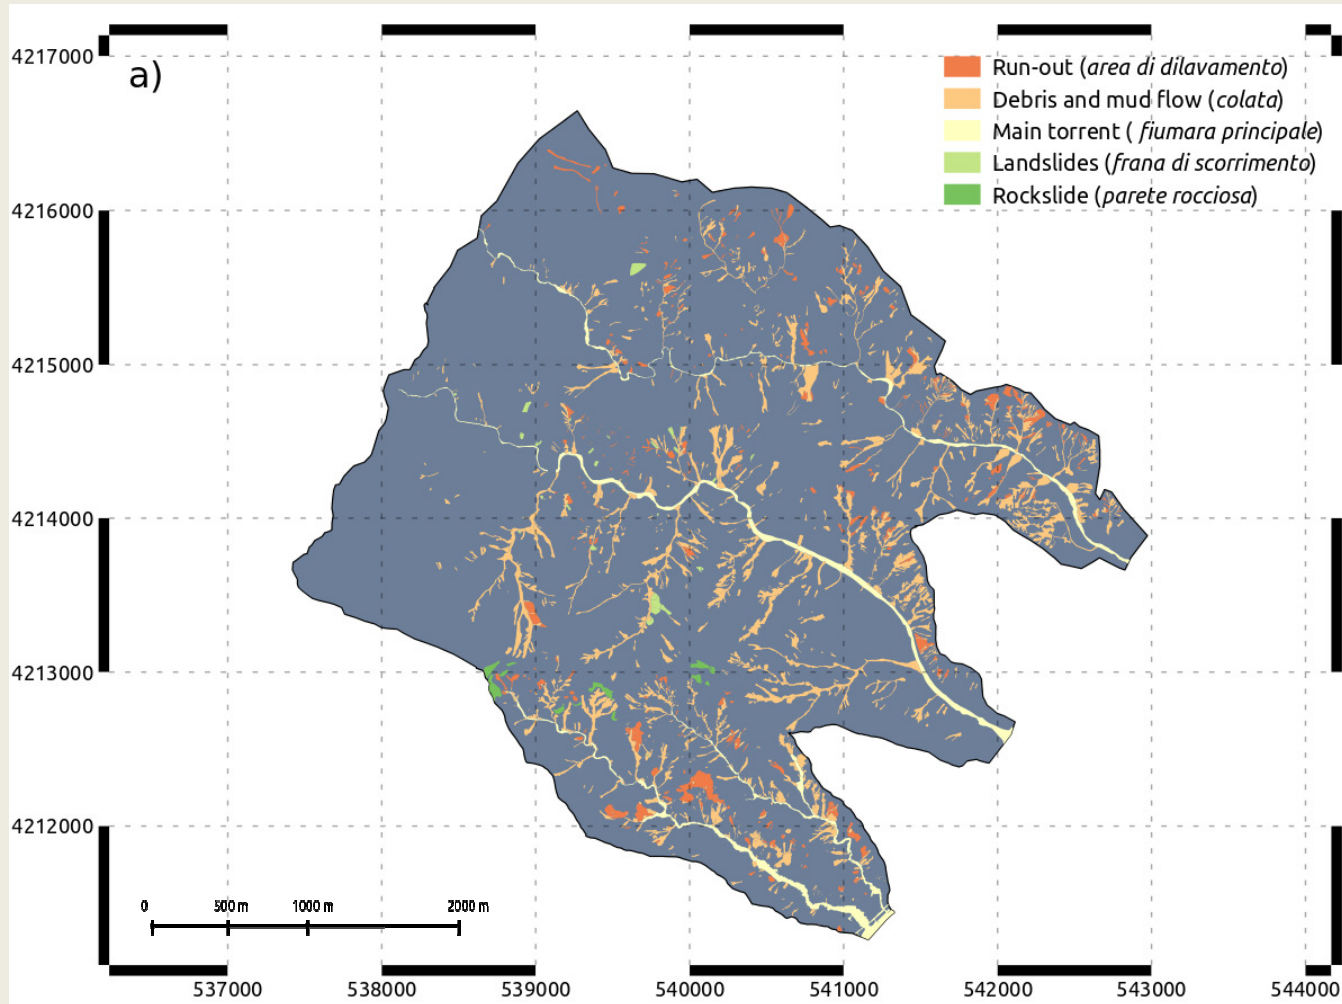 a)
Run-out (area di dilavamento)
Debris and mud flow (colata)
Main torrent ( fiumara principale)
Landslides (frana di scorrimento)
Rockslide (parete rocciosa)
4217000
4216000
4215000
4214000
4213000
4212000
0 500 m 1000 m 2000 m
537000 538000 539000 540000 541000 542000 543000 544000